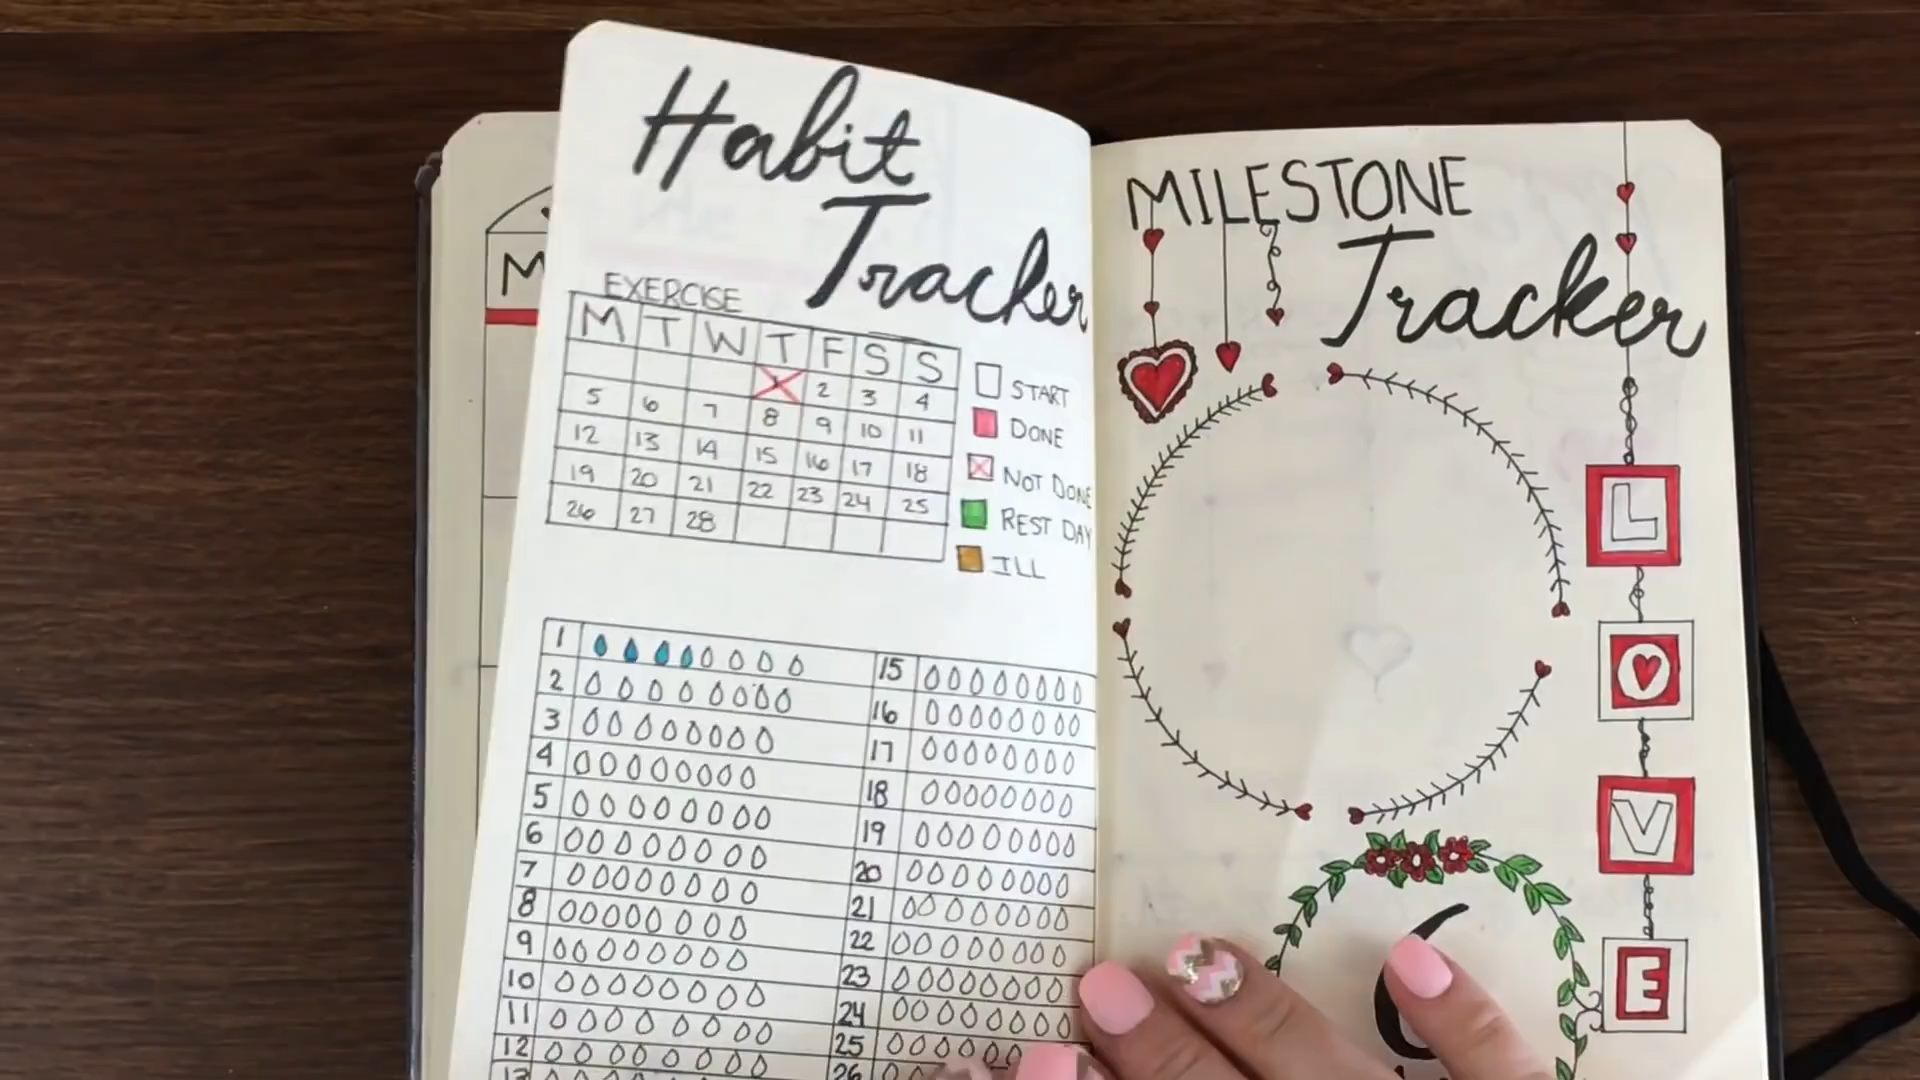 Habit
Tracker
EXERCISE
M T W T F S S
1 2 3 4
5 6 7 8 9 10 11
12 13 14 15 16 17 18
19 20 21 22 23 24 25
26 27 28
START
DONE
NOT DONE
REST DAY
ILL
1
2
3
4
5
6
7
8
9
10
11
12
13
15
16
17
18
19
20
21
22
23
24
25
26
M
MILESTONE
Tracker
L
O
V
E